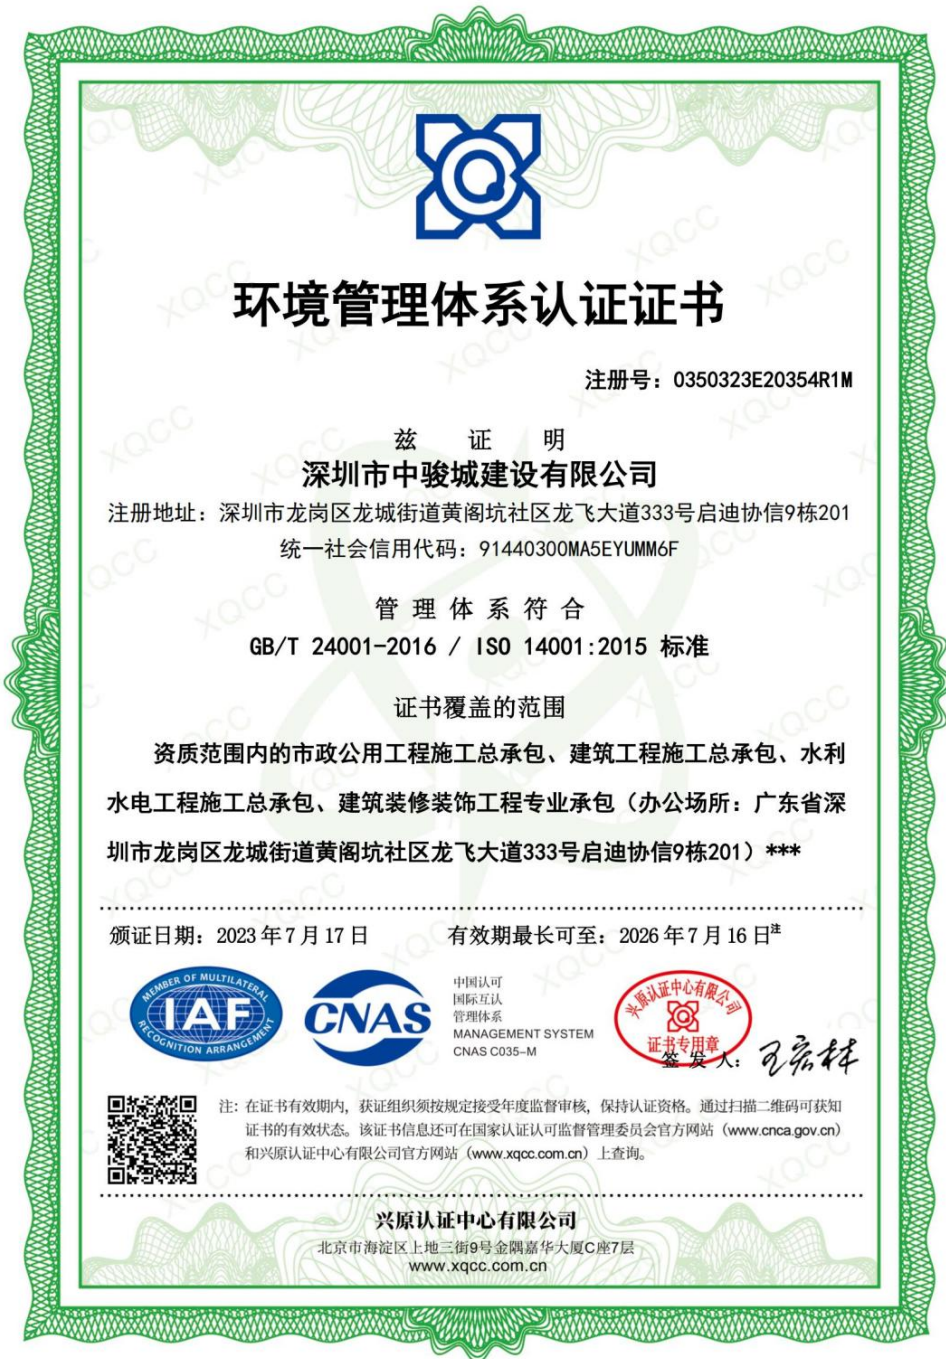 环境管理体系认证证书
注册号：0350323E20354R1M
兹 证 明
深圳市中骏城建设有限公司
注册地址：深圳市龙岗区龙城街道黄阁坑社区龙飞大道333号启迪协信9栋201
统一社会信用代码：91440300MA5EYUMM6F
管 理 体 系 符 合
GB/T 24001-2016 / ISO 14001:2015 标准
证书覆盖的范围
资质范围内的市政公用工程施工总承包、建筑工程施工总承包、水利
水电工程施工总承包、建筑装修装饰工程专业承包（办公场所：广东省深
圳市龙岗区龙城街道黄阁坑社区龙飞大道333号启迪协信9栋201）***
颁证日期：2023年7月17日 有效期最长可至：2026年7月16日注
MEMBER OF MULTILATERAL
IAF
RECOGNITION ARRANGEMENT
CNAS
中国认可
国际互认
管理体系
MANAGEMENT SYSTEM
CNAS C035-M
兴原认证中心有限公司
证书专用章
签 发 人：
注：在证书有效期内，获证组织须按规定接受年度监督审核，保持认证资格。通过扫描二维码可获知
证书的有效状态。该证书信息还可在国家认证认可监督管理委员会官方网站（www.cnca.gov.cn）
和兴原认证中心有限公司官方网站（www.xqcc.com.cn）上查询。
兴原认证中心有限公司
北京市海淀区上地三街9号金隅嘉华大厦C座7层
www.xqcc.com.cn